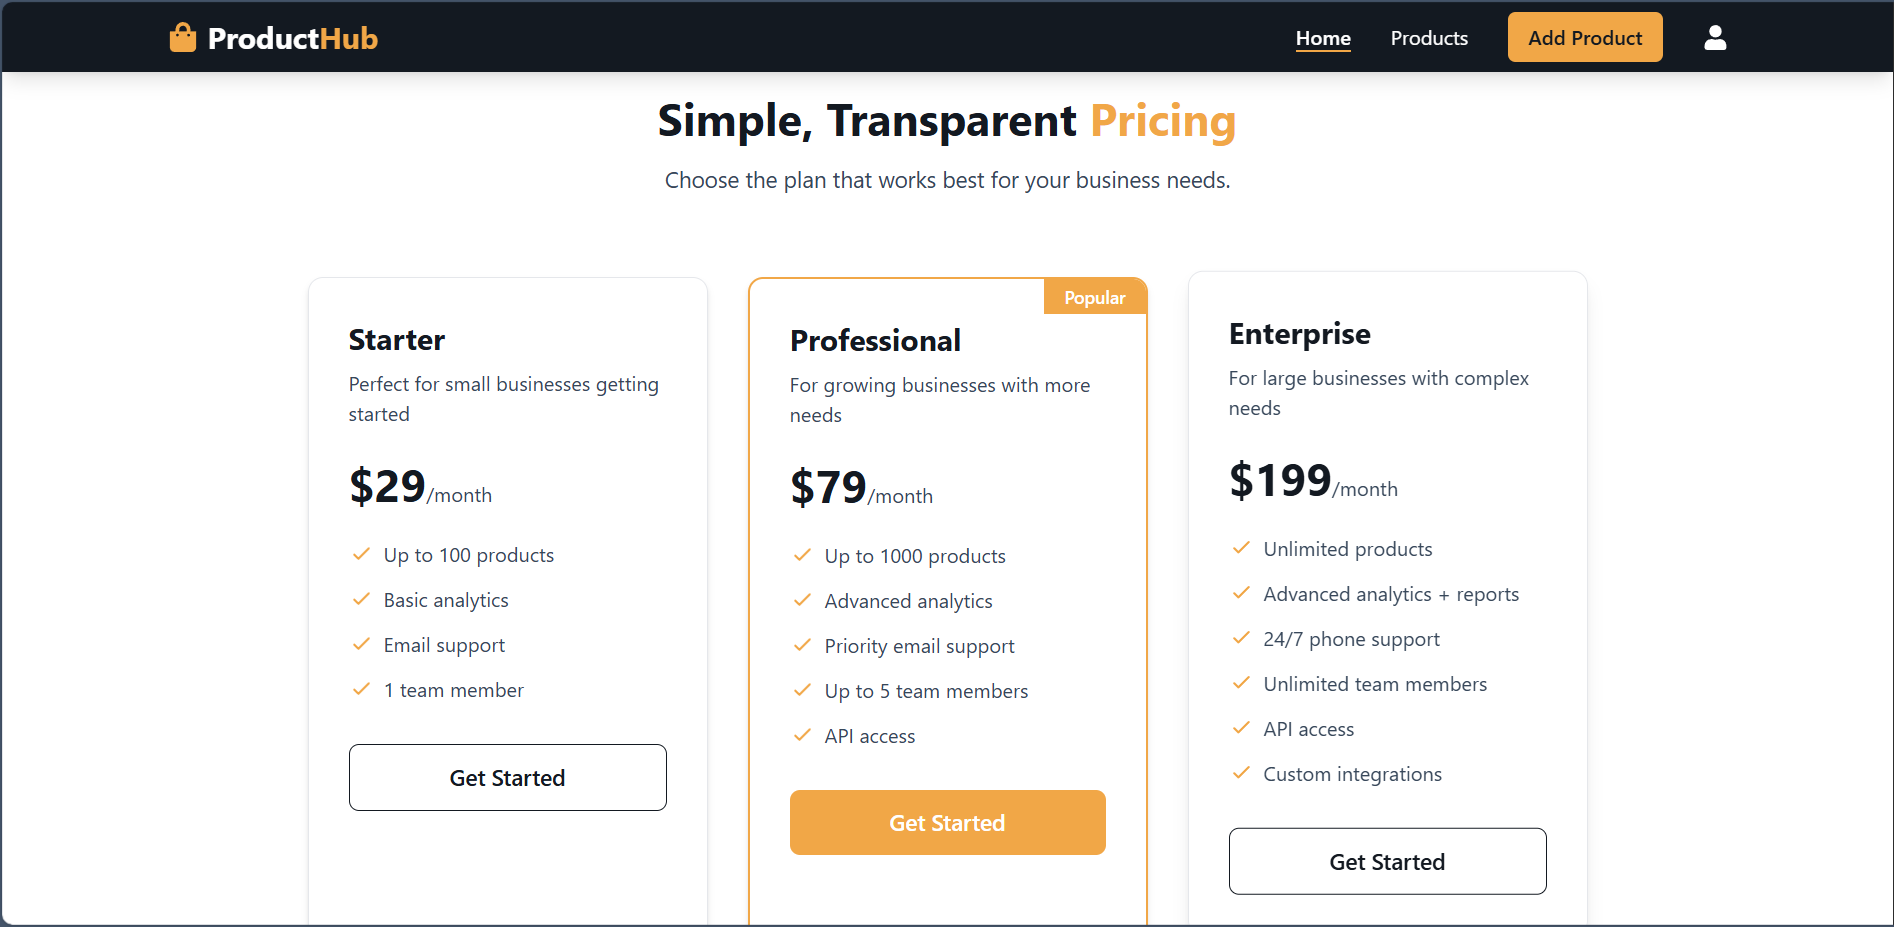 ProductHub
Home
Products
Add Product
Simple, Transparent Pricing
Choose the plan that works best for your business needs.
Starter
Perfect for small businesses getting
started
$29/month
Up to 100 products
Basic analytics
Email support
1 team member
Get Started
Popular
Professional
For growing businesses with more
needs
$79/month
Up to 1000 products
Advanced analytics
Priority email support
Up to 5 team members
API access
Get Started
Enterprise
For large businesses with complex
needs
$199/month
Unlimited products
Advanced analytics + reports
24/7 phone support
Unlimited team members
API access
Custom integrations
Get Started